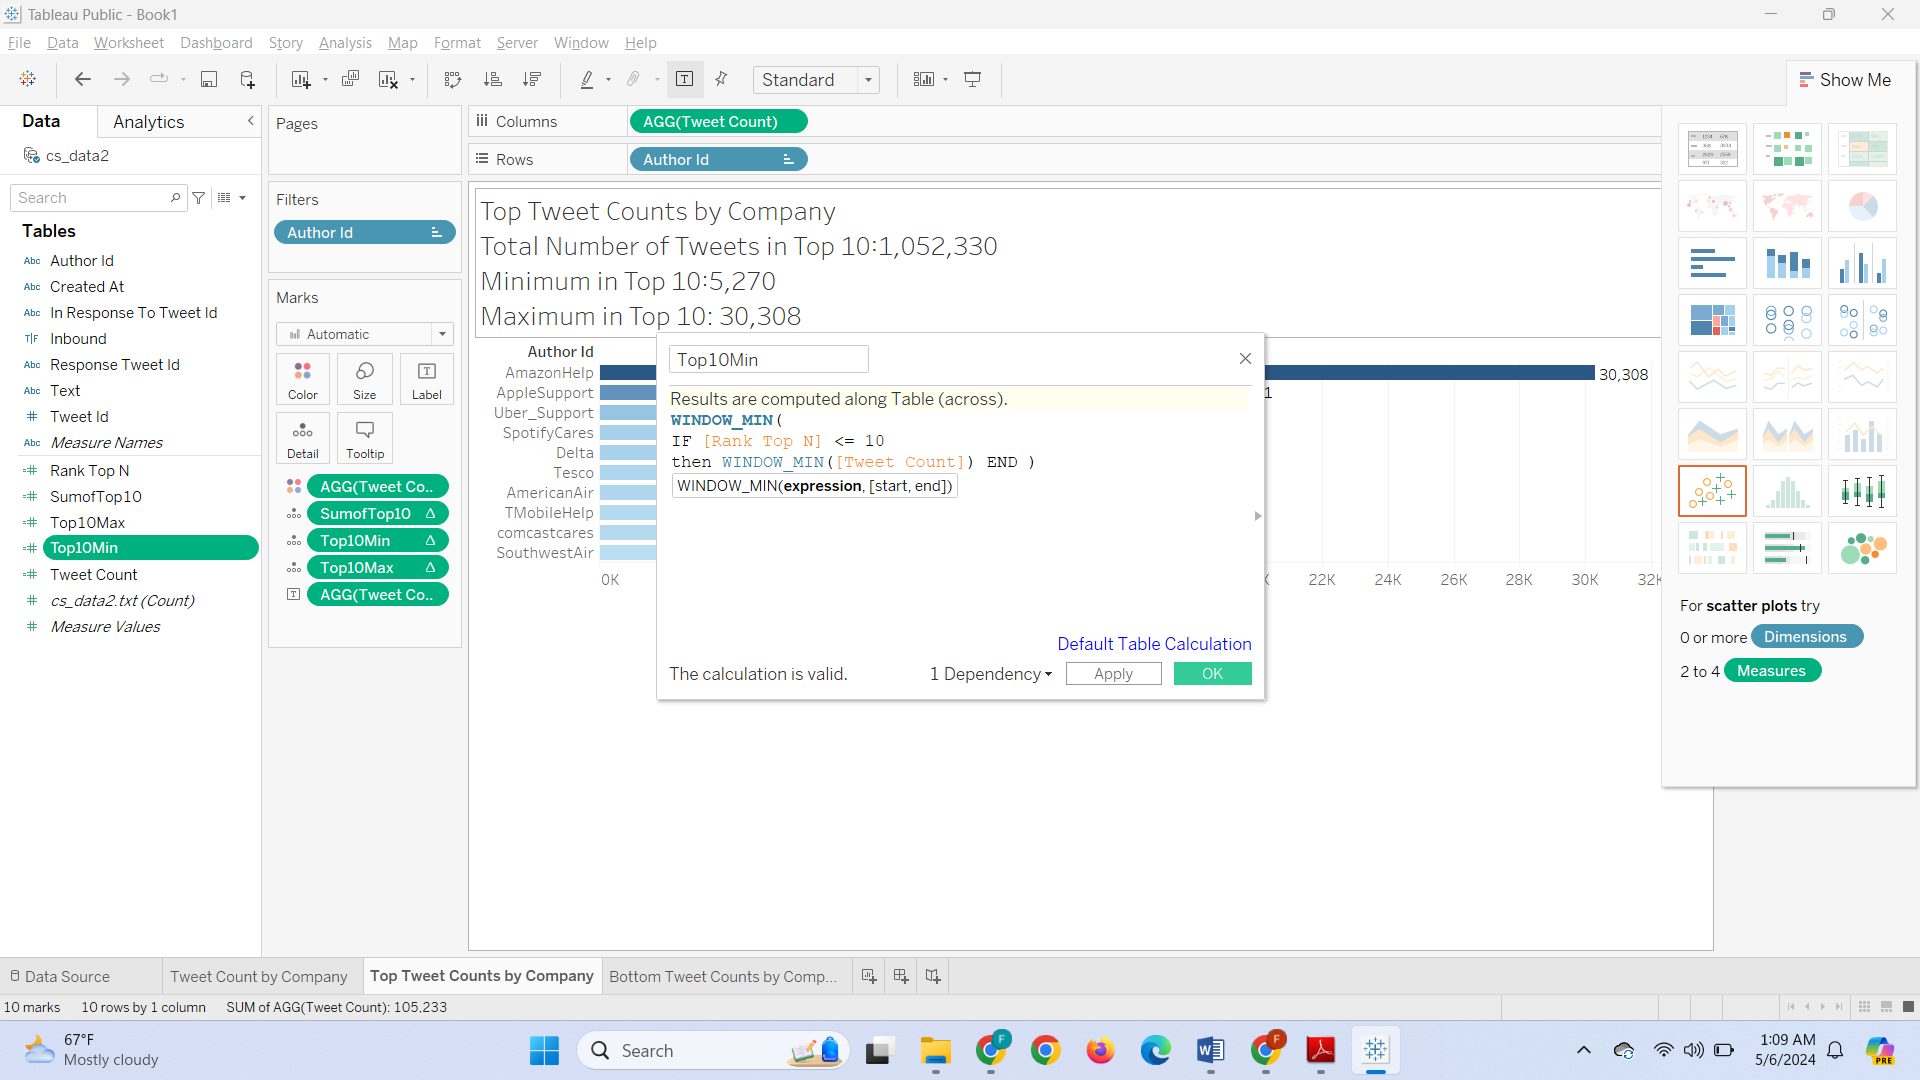 Tableau Public - Book1
File Data Worksheet Dashboard Story Analysis Map Format Server Window Help
Standard
Show Me
Data Analytics
cs_data2
Search
Tables
Abc Author Id
Abc Created At
Abc In Response To Tweet Id
T|F Inbound
Abc Response Tweet Id
Abc Text
# Tweet Id
Abc Measure Names
Rank Top N
SumofTop10
Top10Max
Top10Min
Tweet Count
cs_data2.txt (Count)
Measure Values
Pages
Filters
Author Id
Marks
Automatic
Color Size Label
Detail Tooltip
AGG(Tweet Co..
SumofTop10 Δ
Top10Min Δ
Top10Max Δ
AGG(Tweet Co..
Columns AGG(Tweet Count)
Rows Author Id
Top Tweet Counts by Company
Total Number of Tweets in Top 10:1,052,330
Minimum in Top 10:5,270
Maximum in Top 10: 30,308
Author Id
AmazonHelp 30,308
AppleSupport 1
Uber_Support
SpotifyCares
Delta
Tesco
AmericanAir
TMobileHelp
comcastcares
SouthwestAir
0K 22K 24K 26K 28K 30K 32K
Top10Min
Results are computed along Table (across).
WINDOW_MIN(
IF [Rank Top N] <= 10
then WINDOW_MIN([Tweet Count]) END )
WINDOW_MIN(expression, [start, end])
Default Table Calculation
The calculation is valid. 1 Dependency Apply OK
For scatter plots try
0 or more Dimensions
2 to 4 Measures
Data Source Tweet Count by Company Top Tweet Counts by Company Bottom Tweet Counts by Comp...
10 marks 10 rows by 1 column SUM of AGG(Tweet Count): 105,233
67°F
Mostly cloudy
Search
1:09 AM
5/6/2024
PRE